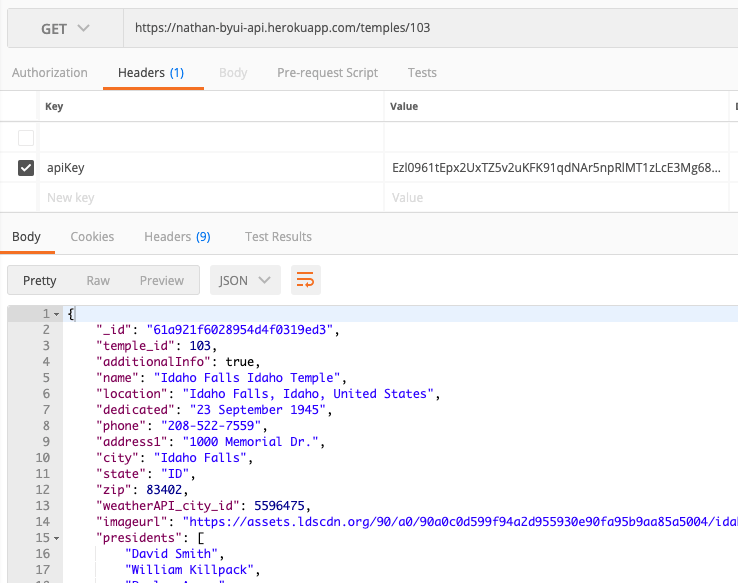 GET https://nathan-byui-api.herokuapp.com/temples/103
Authorization Headers (1) Body Pre-request Script Tests
Key Value
apiKey Ezl0961tEpx2UxTZ5v2uKFK91qdNAr5npRlMT1zLcE3Mg68...
New key Value
Body Cookies Headers (9) Test Results
Pretty Raw Preview JSON
1 {
2 "_id": "61a921f6028954d4f0319ed3",
3 "temple_id": 103,
4 "additionalInfo": true,
5 "name": "Idaho Falls Idaho Temple",
6 "location": "Idaho Falls, Idaho, United States",
7 "dedicated": "23 September 1945",
8 "phone": "208-522-7559",
9 "address1": "1000 Memorial Dr.",
10 "city": "Idaho Falls",
11 "state": "ID",
12 "zip": 83402,
13 "weatherAPI_city_id": 5596475,
14 "imageurl": "https://assets.ldscdn.org/90/a0/90a0c0d599f94a2d955930e90fa95b9aa85a5004/ida
15 "presidents": [
16 "David Smith",
17 "William Killpack",